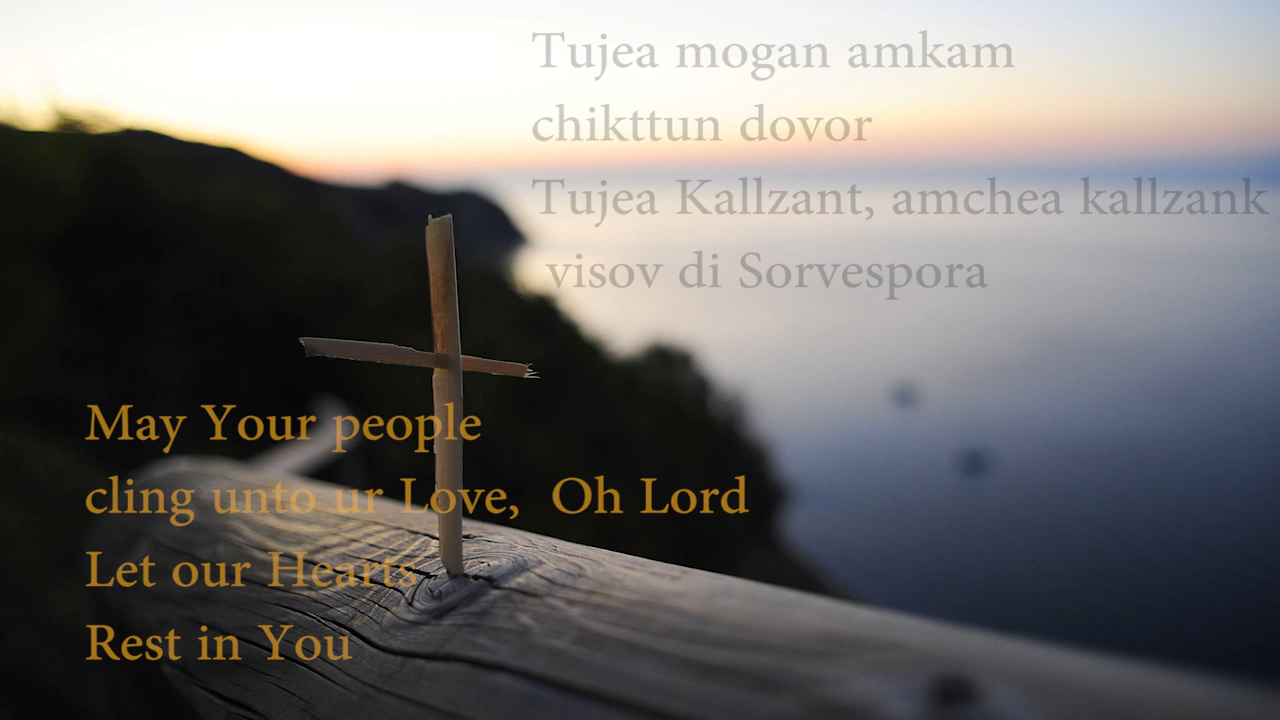 Tujea mogan amkam
chikttun dovor
Tujea Kallzant, amchea kallzank
visov di Sorvespora
May Your people
cling unto ur Love, Oh Lord
Let our Hearts
Rest in You